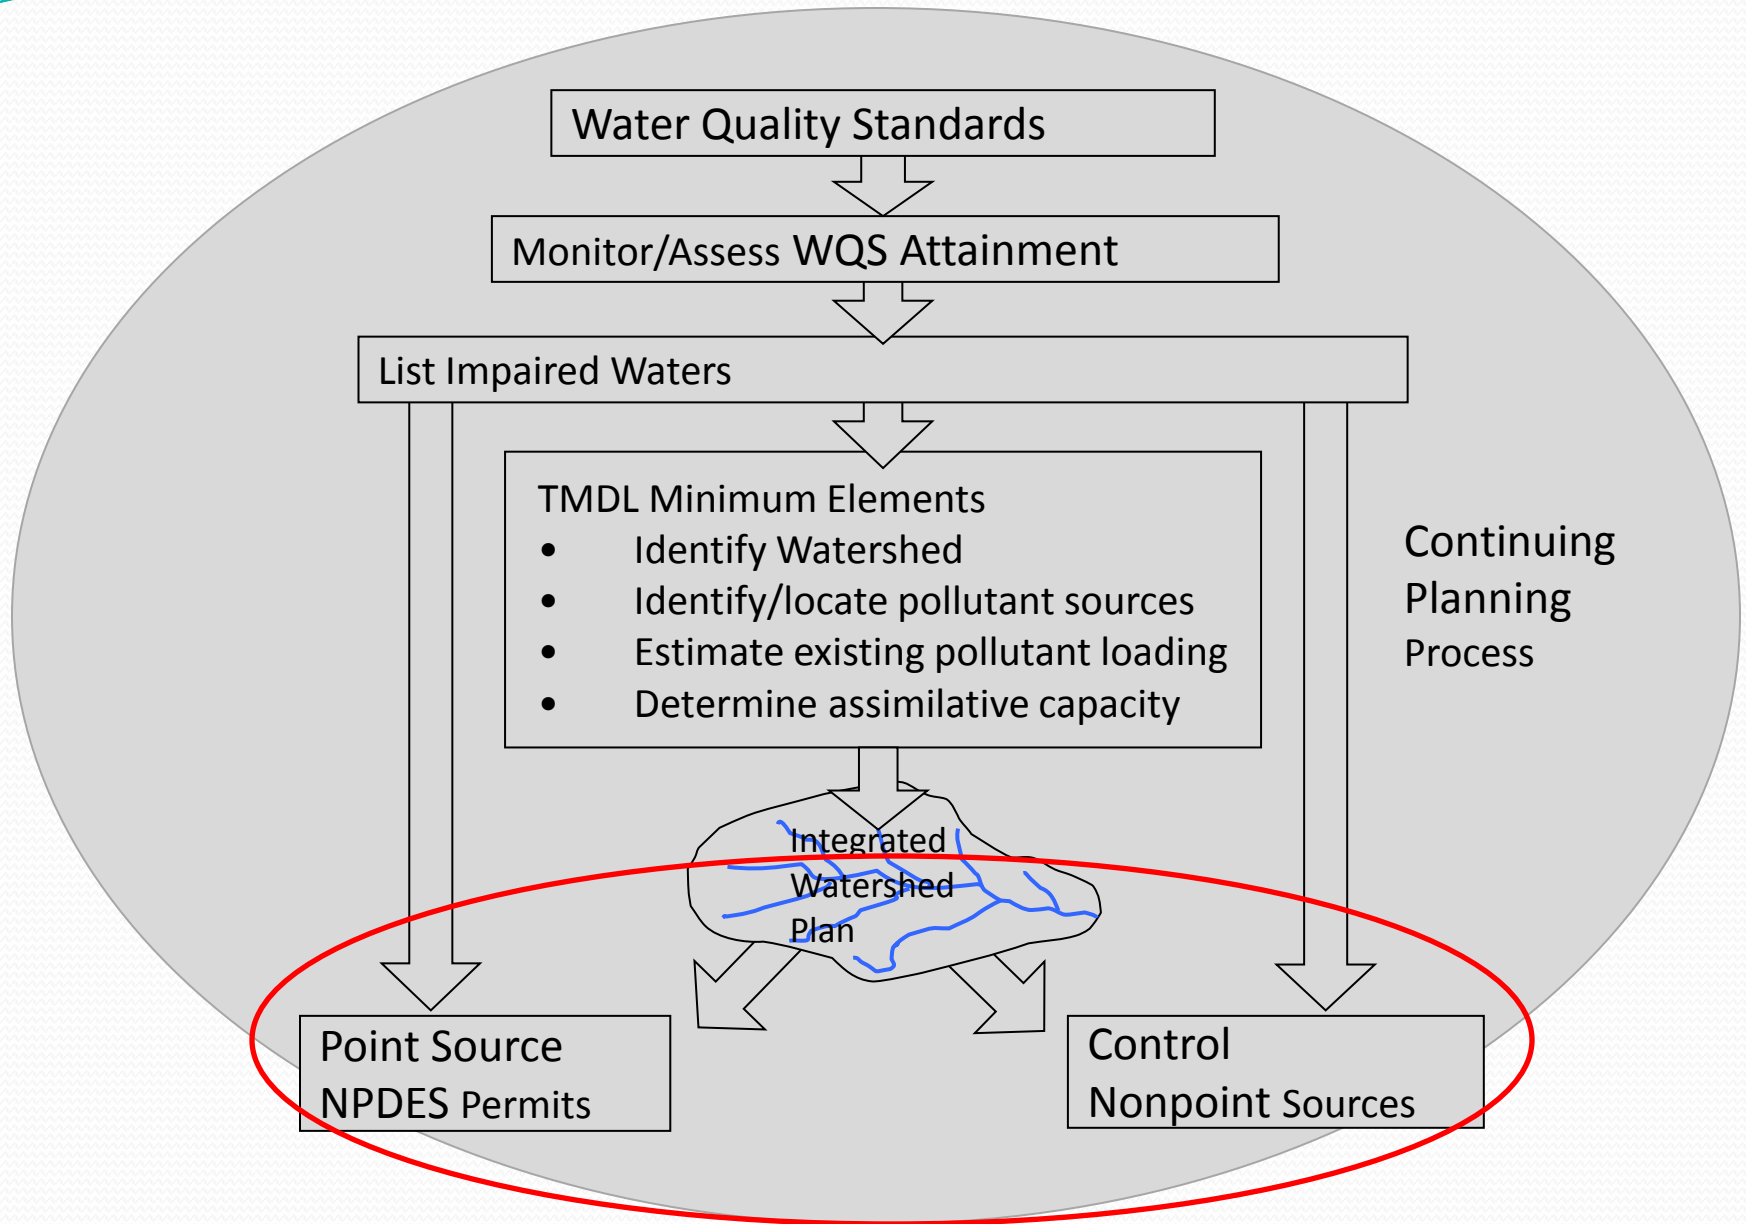 Water Quality Standards
Monitor/Assess WQS Attainment
List Impaired Waters
TMDL Minimum Elements
• Identify Watershed
• Identify/locate pollutant sources
• Estimate existing pollutant loading
• Determine assimilative capacity
Continuing
Planning
Process
Integrated
Watershed
Plan
Point Source
NPDES Permits
Control
Nonpoint Sources